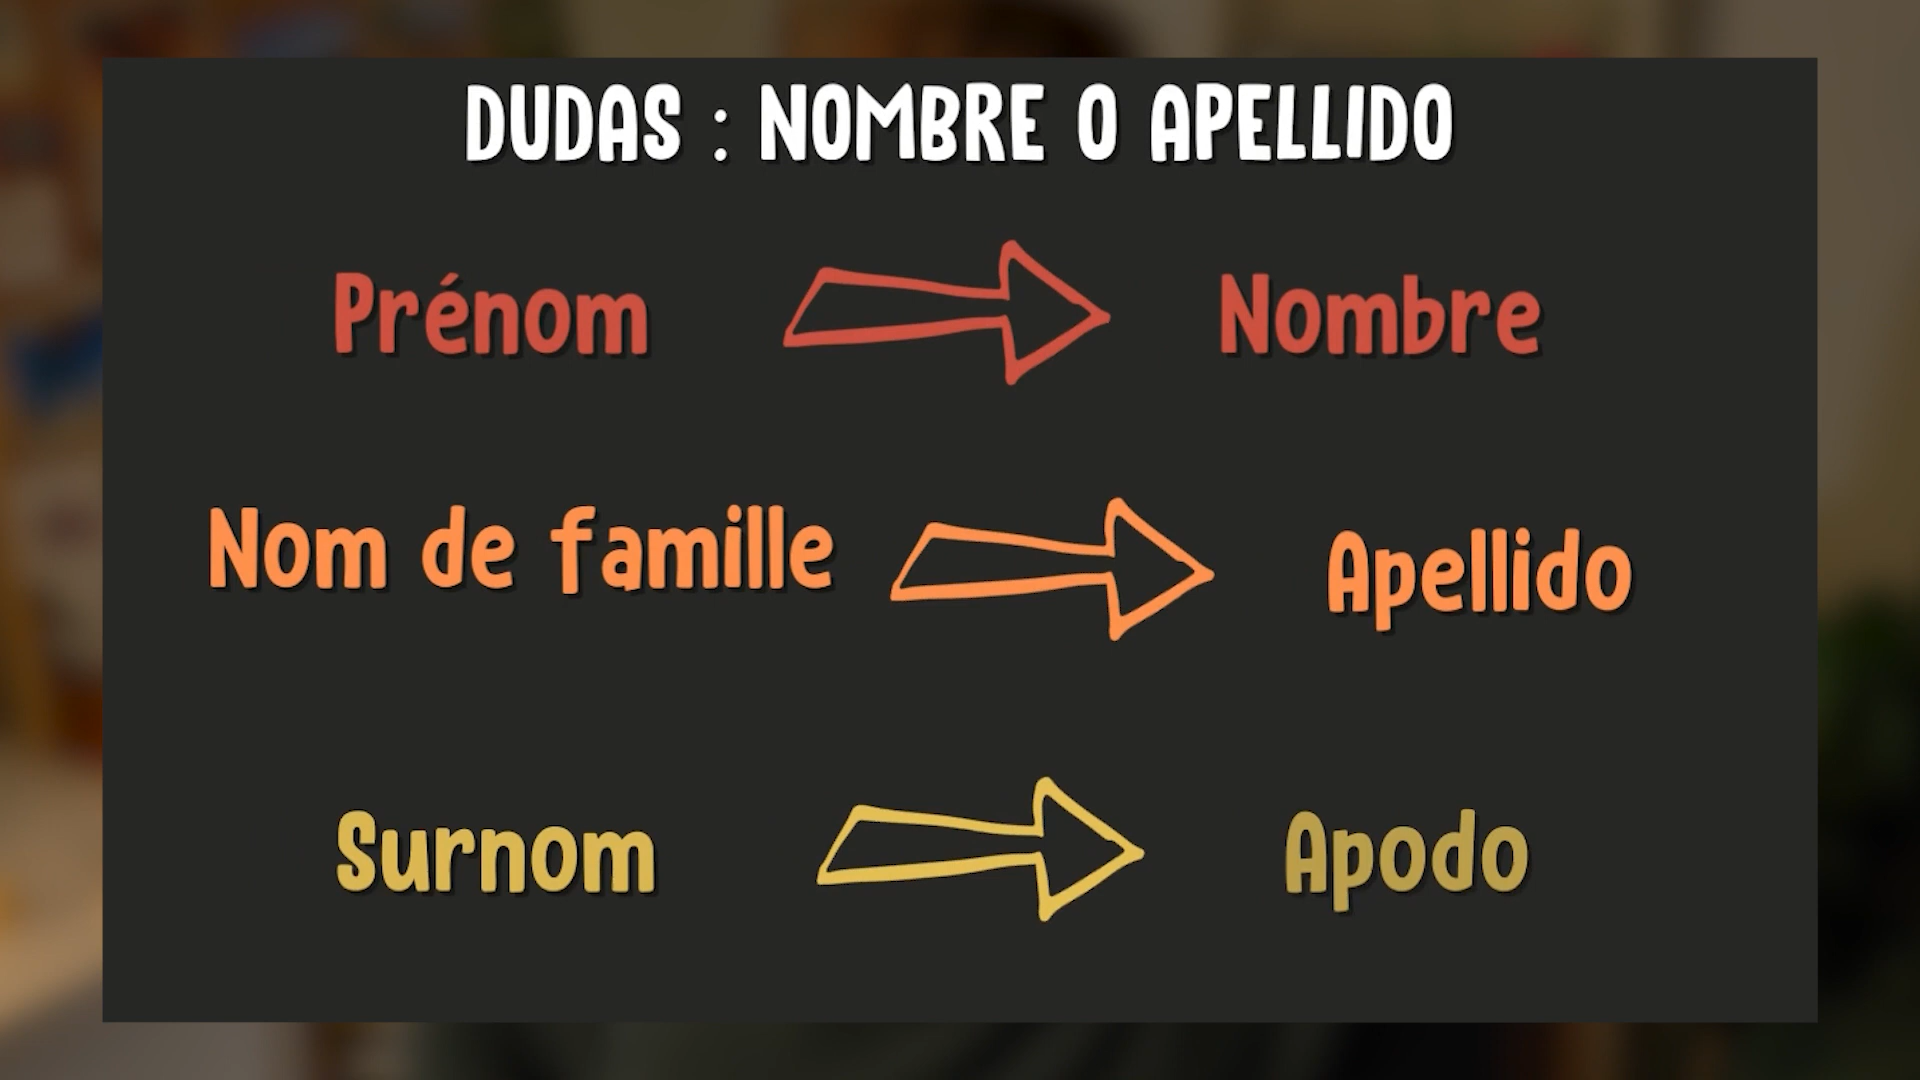 DUDAS : NOMBRE O APELLIDO
Prénom Nombre
Nom de famille Apellido
Surnom Apodo